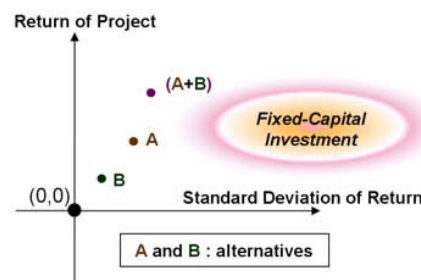 Return of Project
(A+B)
Fixed-Capital
Investment
A
B
(0,0)
Standard Deviation of Return
A and B : alternatives